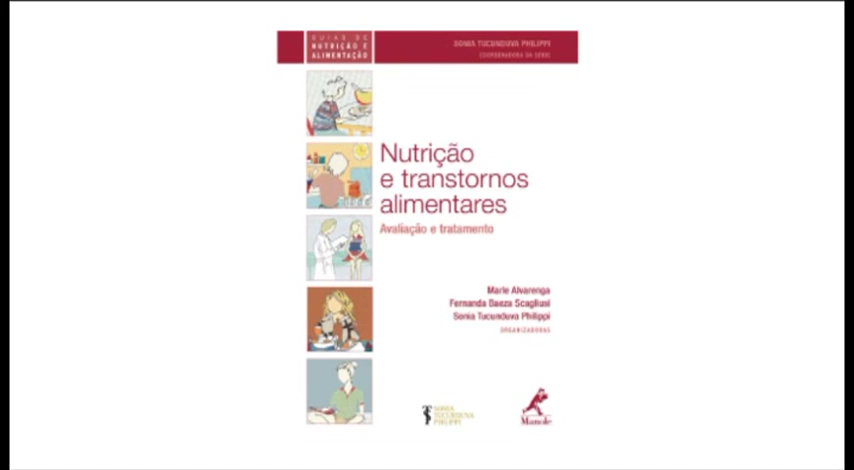 GUIAS DE
NUTRIÇÃO E
ALIMENTAÇÃO
SONIA TUCUNDUVA PHILIPPI
COORDENADORA DA SÉRIE
Nutrição
e transtornos
alimentares
Avaliação e tratamento
Marle Alvarenga
Fernanda Baeza Scagliusi
Sonia Tucunduva Philippi
ORGANIZADORAS
SONIA
TUCUNDUVA
PHILIPPI
Manole